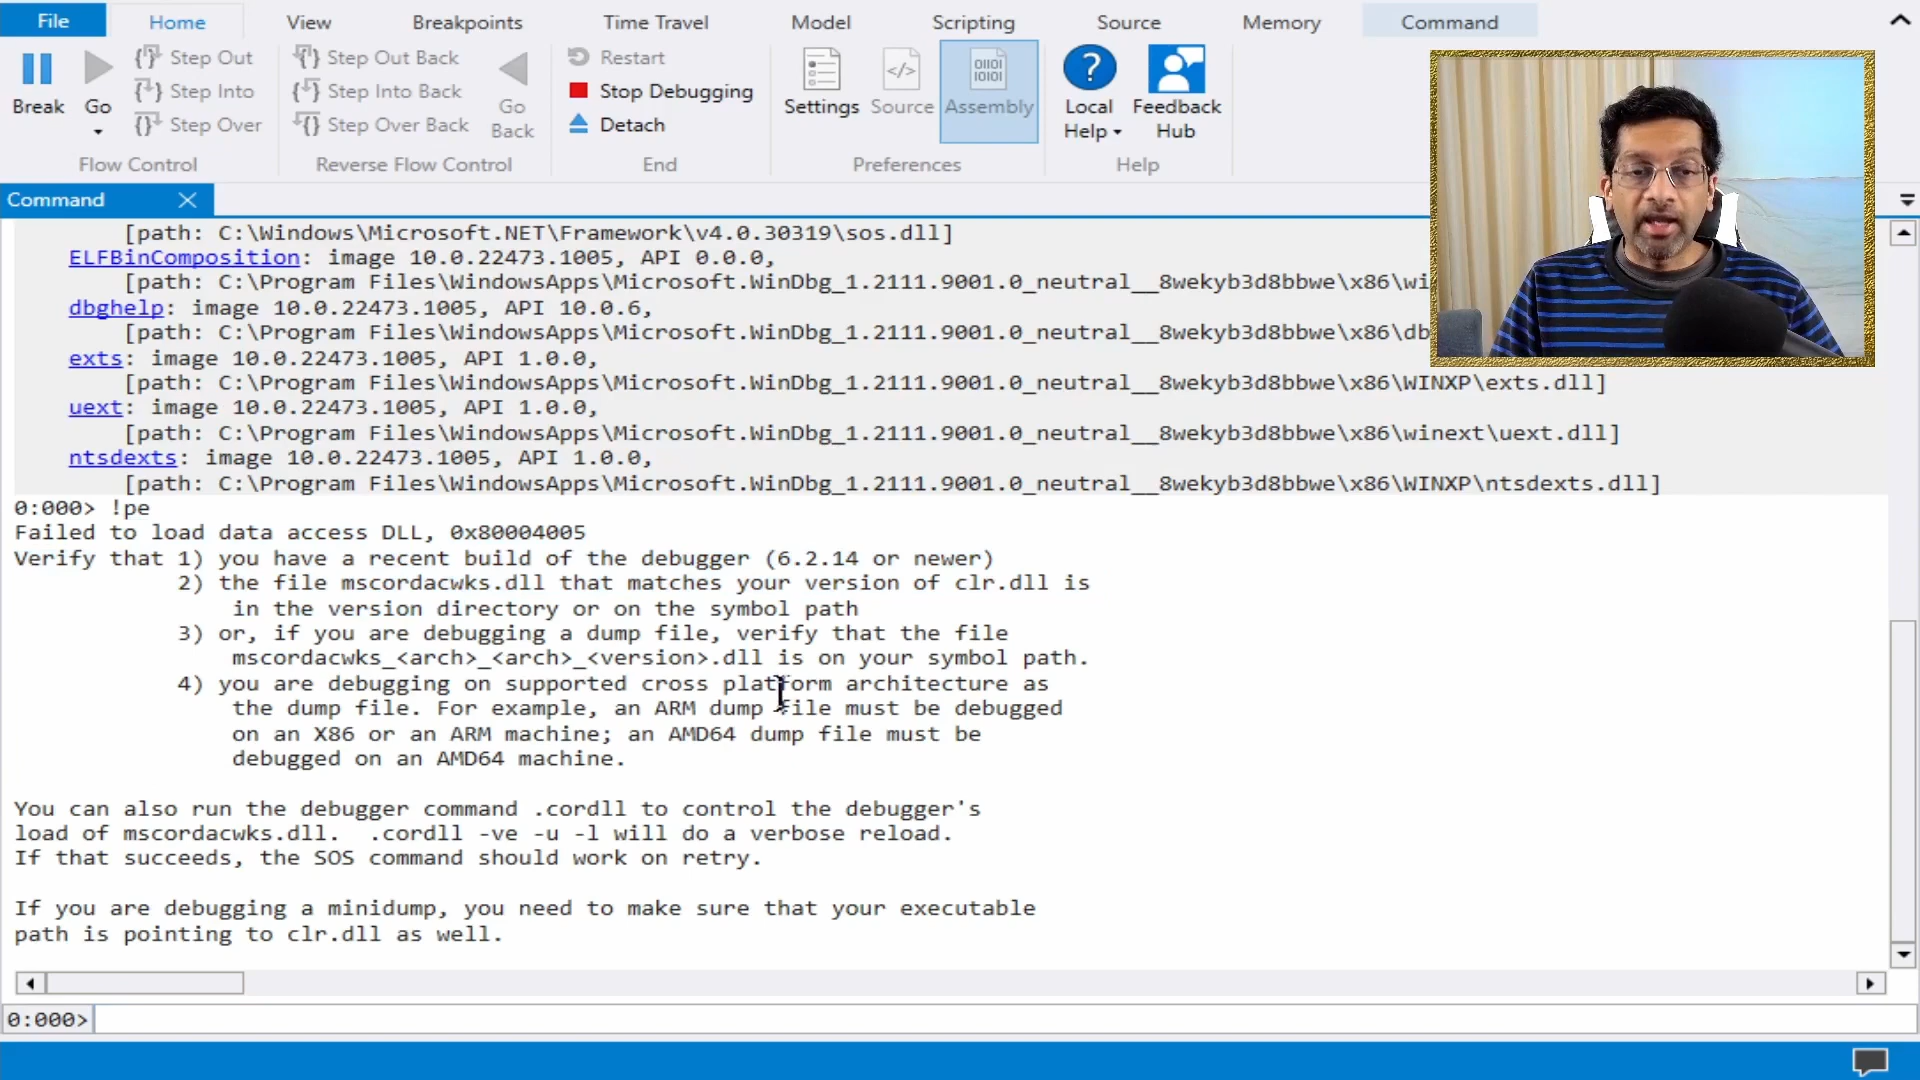 File Home View Breakpoints Time Travel Model Scripting Source Memory Command
Break Go Step Out Step Out Back Go Back Restart Settings Source Assembly Local Help Feedback Hub
Step Into Step Into Back Stop Debugging
Step Over Step Over Back Detach
Flow Control Reverse Flow Control End Preferences Help
Command
[path: C:\Windows\Microsoft.NET\Framework\v4.0.30319\sos.dll]
ELFBinComposition: image 10.0.22473.1005, API 0.0.0,
[path: C:\Program Files\WindowsApps\Microsoft.WinDbg_1.2111.9001.0_neutral__8wekyb3d8bbwe\x86\wi
dbghelp: image 10.0.22473.1005, API 10.0.6,
[path: C:\Program Files\WindowsApps\Microsoft.WinDbg_1.2111.9001.0_neutral__8wekyb3d8bbwe\x86\db
exts: image 10.0.22473.1005, API 1.0.0,
[path: C:\Program Files\WindowsApps\Microsoft.WinDbg_1.2111.9001.0_neutral__8wekyb3d8bbwe\x86\WINXP\exts.dll]
uext: image 10.0.22473.1005, API 1.0.0,
[path: C:\Program Files\WindowsApps\Microsoft.WinDbg_1.2111.9001.0_neutral__8wekyb3d8bbwe\x86\winext\uext.dll]
ntsdexts: image 10.0.22473.1005, API 1.0.0,
[path: C:\Program Files\WindowsApps\Microsoft.WinDbg_1.2111.9001.0_neutral__8wekyb3d8bbwe\x86\WINXP\ntsdexts.dll]
0:000> !pe
Failed to load data access DLL, 0x80004005
Verify that 1) you have a recent build of the debugger (6.2.14 or newer)
2) the file mscordacwks.dll that matches your version of clr.dll is
in the version directory or on the symbol path
3) or, if you are debugging a dump file, verify that the file
mscordacwks_<arch>_<arch>_<version>.dll is on your symbol path.
4) you are debugging on supported cross platform architecture as
the dump file. For example, an ARM dump file must be debugged
on an X86 or an ARM machine; an AMD64 dump file must be
debugged on an AMD64 machine.
You can also run the debugger command .cordll to control the debugger's
load of mscordacwks.dll. .cordll -ve -u -l will do a verbose reload.
If that succeeds, the SOS command should work on retry.
If you are debugging a minidump, you need to make sure that your executable
path is pointing to clr.dll as well.
0:000>